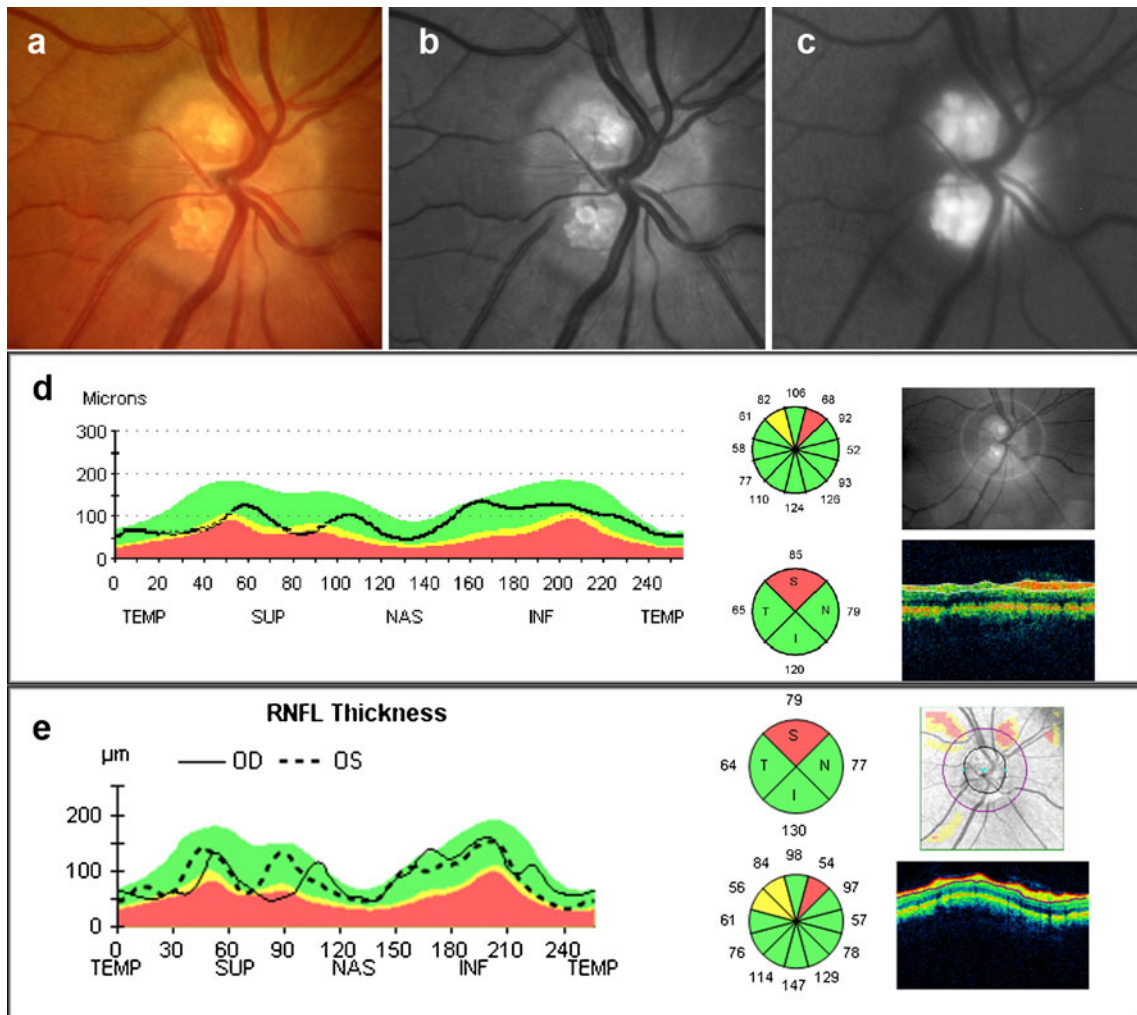 a b c
d
Microns
300
200
100
0
0 20 40 60 80 100 120 140 160 180 200 220 240
TEMP SUP NAS INF TEMP
106
82 68
61 92
58 52
77 93
110 126
124
85
S
65 T N 79
I
120
e
RNFL Thickness
µm
OD OS
200
100
0
0 30 60 90 120 150 180 210 240
TEMP SUP NAS INF TEMP
79
S
64 T N 77
I
130
98
84 54
56 97
61 57
76 78
114 129
147